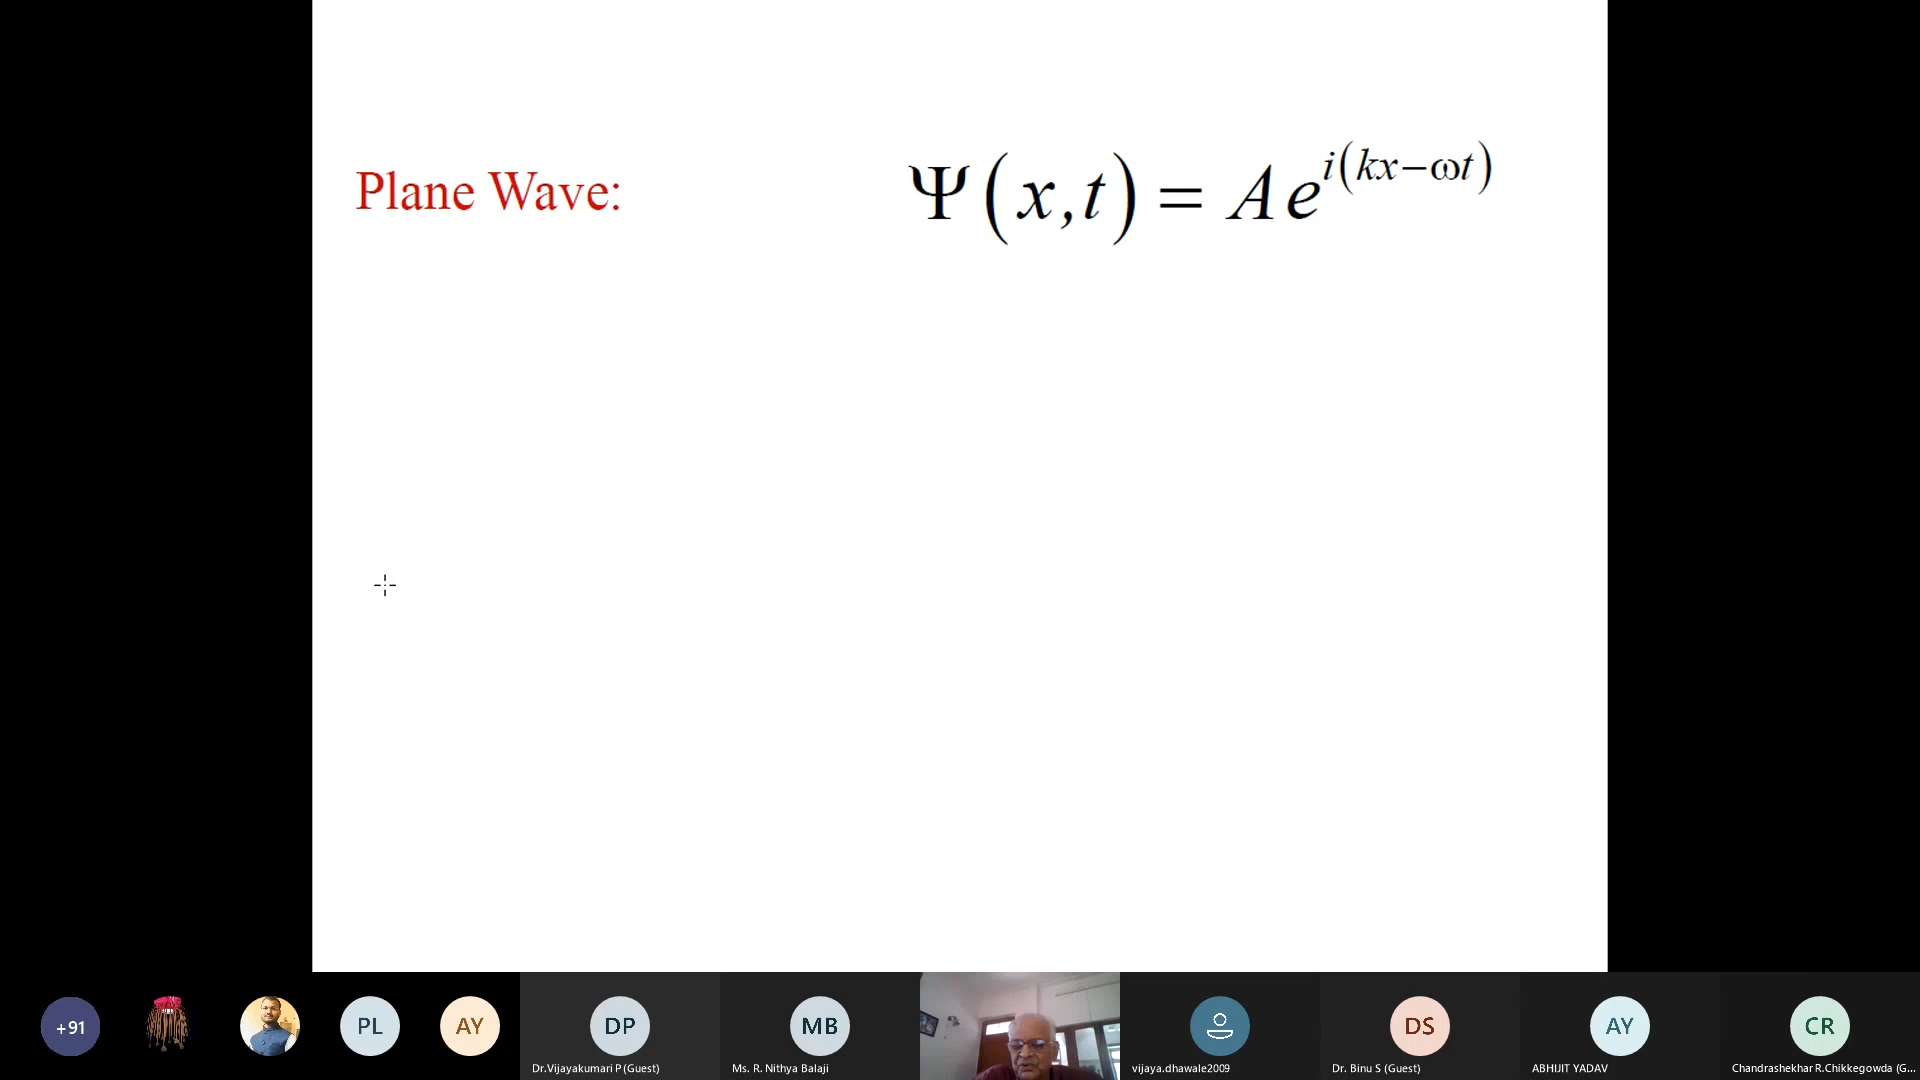 Plane Wave: Ψ(x,t) = A e^{i(kx−ωt)}
+91 PL AY DP MB DS AY CR
Dr.Vijayakumari P (Guest) Ms. R. Nithya Balaji vijaya.dhawale2009 Dr. Binu S (Guest) ABHIJIT YADAV Chandrashekhar R.Chikkegowda (G...